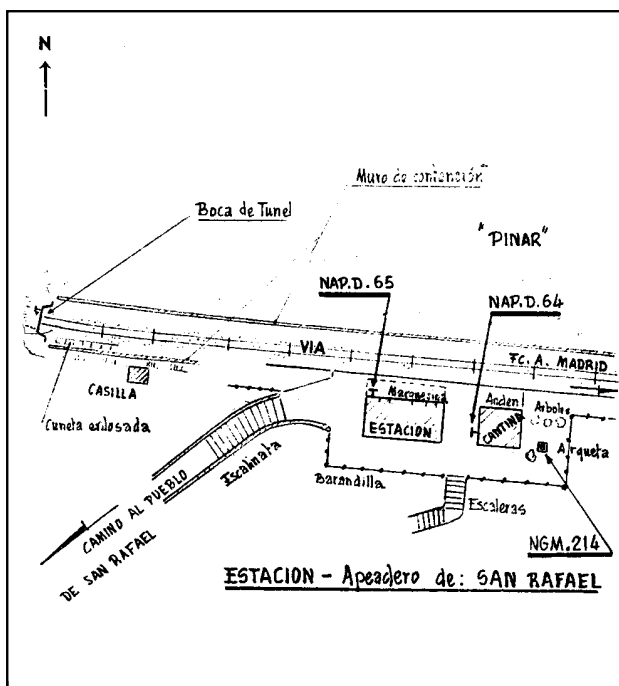 N
Muro de contención
Boca de Tunel
"PINAR"
NAP.D.65
NAP.D.64
VIA
FC. A. MADRID
Marquesina
Anden
Arboles
CASILLA
ESTACION
CANTINA
Cuneta enlosada
Arqueta
Escalinata
Barandilla
Escaleras
CAMINO AL PUEBLO
DE SAN RAFAEL
NGM.214
ESTACION - Apeadero de: SAN RAFAEL